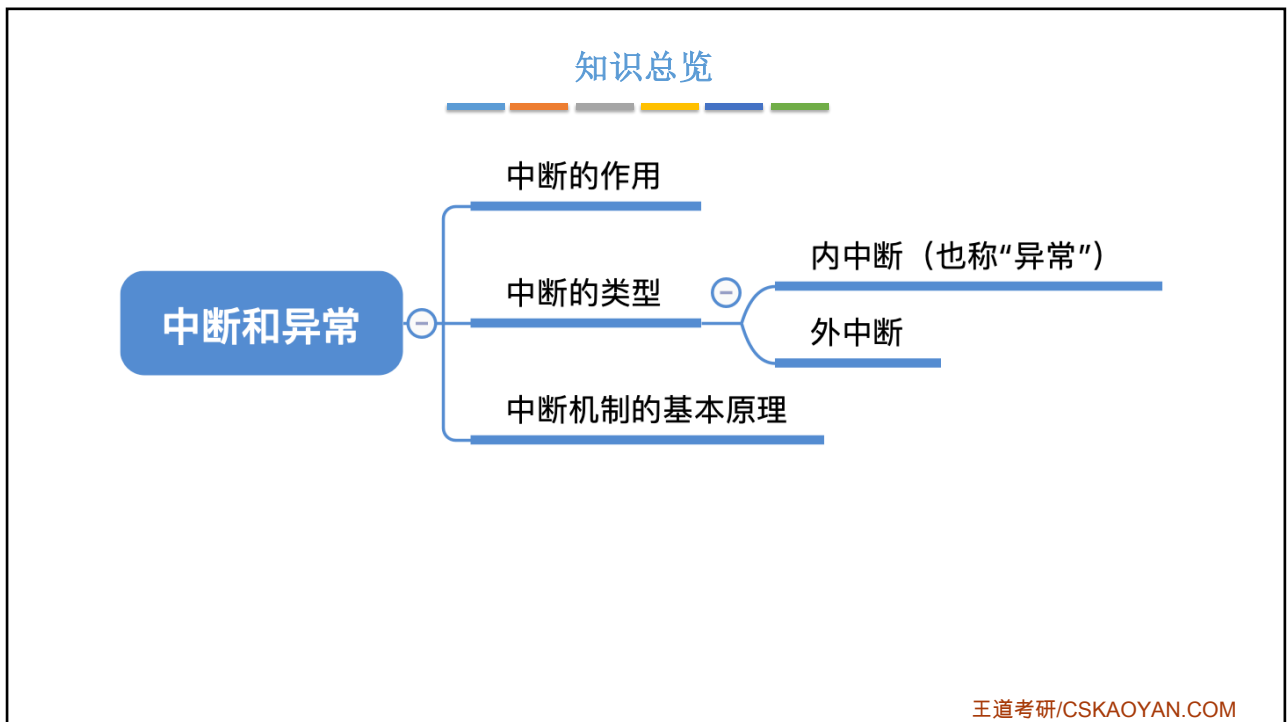 知识总览
中断的作用
内中断（也称“异常”）
中断的类型
中断和异常
外中断
中断机制的基本原理
王道考研/CSKAOYAN.COM